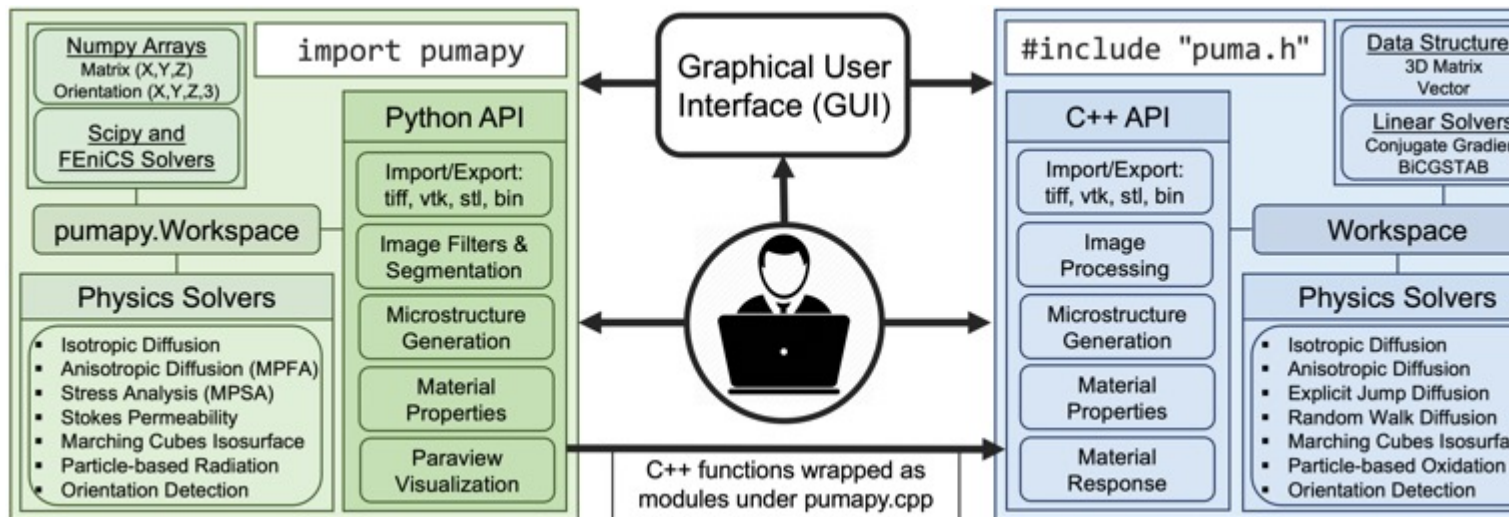 Numpy Arrays
Matrix (X,Y,Z)
Orientation (X,Y,Z,3)
Scipy and
FEniCS Solvers
import pumapy
pumapy.Workspace
Physics Solvers
▪ Isotropic Diffusion
▪ Anisotropic Diffusion (MPFA)
▪ Stress Analysis (MPSA)
▪ Stokes Permeability
▪ Marching Cubes Isosurface
▪ Particle-based Radiation
▪ Orientation Detection
Python API
Import/Export:
tiff, vtk, stl, bin
Image Filters &
Segmentation
Microstructure
Generation
Material
Properties
Paraview
Visualization
Graphical User
Interface (GUI)
C++ functions wrapped as
modules under pumapy.cpp
#include "puma.h"
C++ API
Import/Export:
tiff, vtk, stl, bin
Image
Processing
Microstructure
Generation
Material
Properties
Material
Response
Data Structure
3D Matrix
Vector
Linear Solvers
Conjugate Gradien
BiCGSTAB
Workspace
Physics Solvers
▪ Isotropic Diffusion
▪ Anisotropic Diffusion
▪ Explicit Jump Diffusion
▪ Random Walk Diffusion
▪ Marching Cubes Isosurfa
▪ Particle-based Oxidation
▪ Orientation Detection